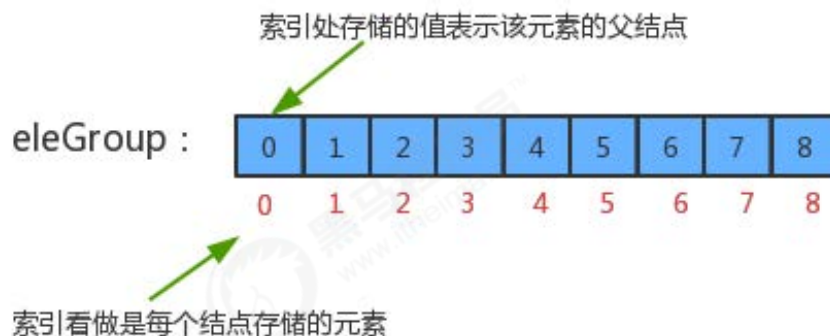 索引处存储的值表示该元素的父结点
eleGroup：
0 1 2 3 4 5 6 7 8
0 1 2 3 4 5 6 7 8
索引看做是每个结点存储的元素